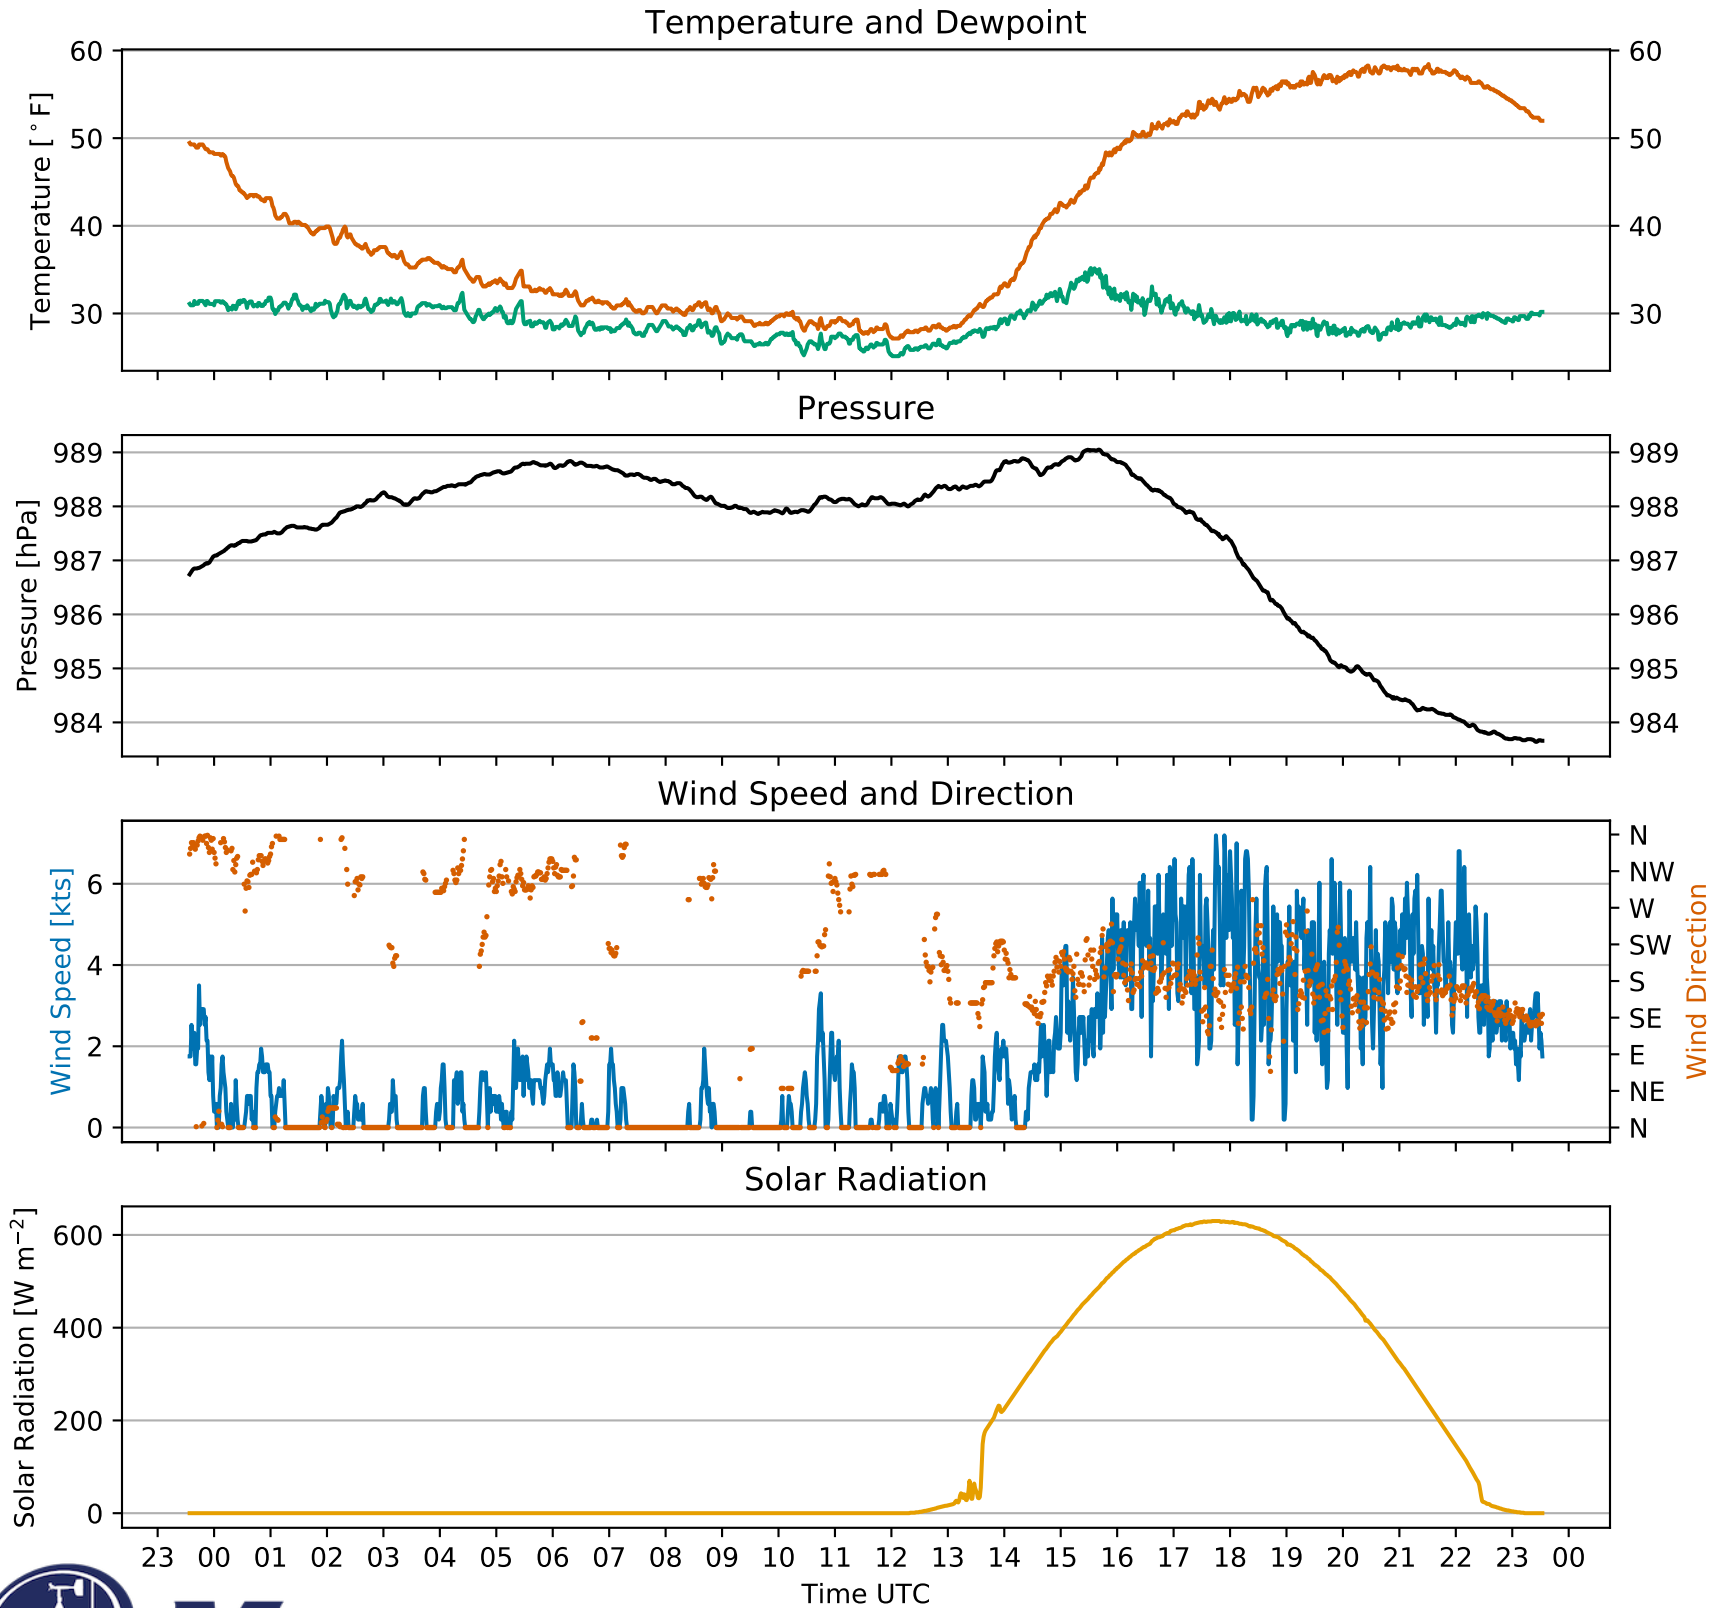 Temperature and Dewpoint
Temperature [°F]
60 60
50 50
40 40
30 30
Pressure
Pressure [hPa]
989 989
988 988
987 987
986 986
985 985
984 984
Wind Speed and Direction
Wind Speed [kts]
Wind Direction
N
6 NW
W
4 SW
S
2 SE
E
NE
0 N
Solar Radiation
Solar Radiation [W m⁻²]
600
400
200
0
23 00 01 02 03 04 05 06 07 08 09 10 11 12 13 14 15 16 17 18 19 20 21 22 23 00
Time UTC